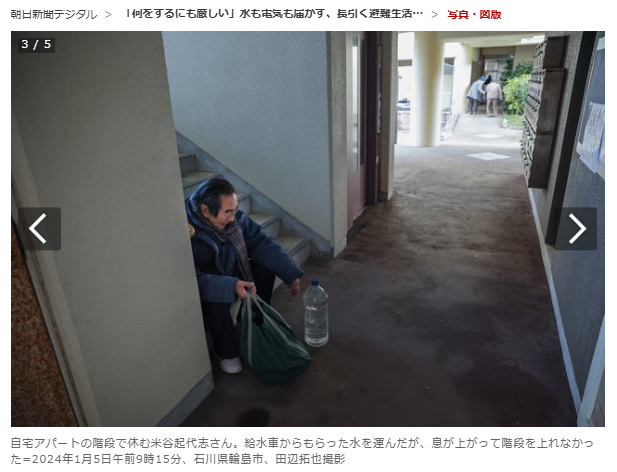 朝日新聞デジタル > 「何をするにも厳しい」水も電気も届かず、長引く避難生活… > 写真・図版
3 / 5
自宅アパートの階段で休む米谷起代志さん。給水車からもらった水を運んだが、息が上がって階段を上れなかっ
た=2024年1月5日午前9時15分、石川県輪島市、田辺拓也撮影